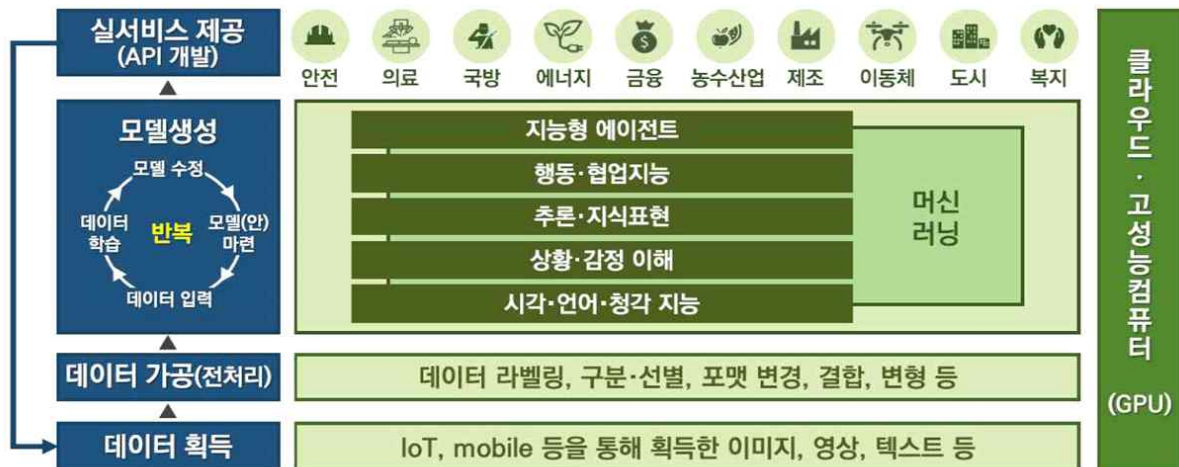 실서비스 제공
(API 개발)
안전
의료
국방
에너지
금융
농수산업
제조
이동체
도시
복지
모델생성
모델 수정
데이터
학습
반복
모델(안)
마련
데이터 입력
지능형 에이전트
행동·협업지능
추론·지식표현
상황·감정 이해
시각·언어·청각 지능
머신
러닝
데이터 가공(전처리)
데이터 라벨링, 구분·선별, 포맷 변경, 결합, 변형 등
데이터 획득
IoT, mobile 등을 통해 획득한 이미지, 영상, 텍스트 등
클라우드·고성능컴퓨터
(GPU)